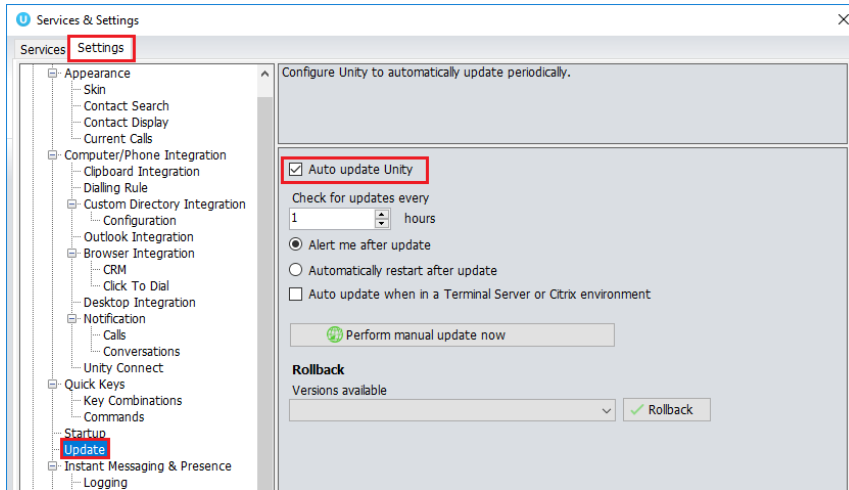 Services & Settings
Services
Settings
Appearance
Skin
Contact Search
Contact Display
Current Calls
Computer/Phone Integration
Clipboard Integration
Dialling Rule
Custom Directory Integration
Configuration
Outlook Integration
Browser Integration
CRM
Click To Dial
Desktop Integration
Notification
Calls
Conversations
Unity Connect
Quick Keys
Key Combinations
Commands
Startup
Update
Instant Messaging & Presence
Logging
Configure Unity to automatically update periodically.
Auto update Unity
Check for updates every
1 hours
Alert me after update
Automatically restart after update
Auto update when in a Terminal Server or Citrix environment
Perform manual update now
Rollback
Versions available
Rollback